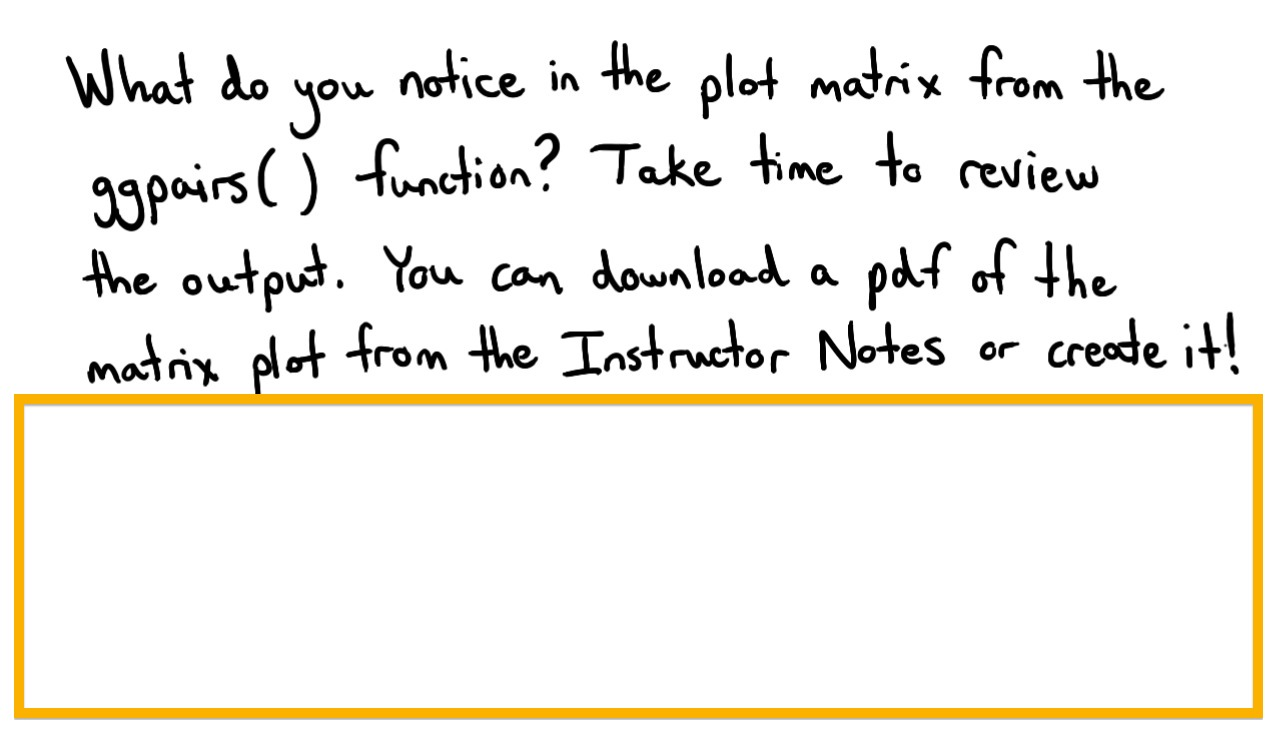 What do you notice in the plot matrix from the
ggpairs() function? Take time to review
the output. You can download a pdf of the
matrix plot from the Instructor Notes or create it!